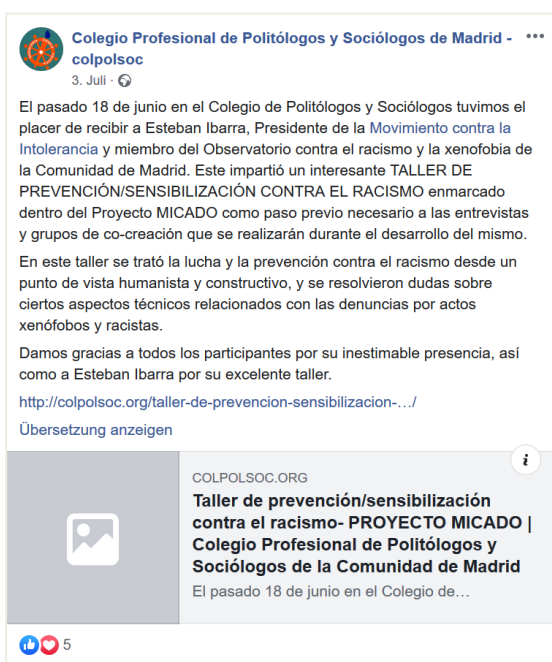 Colegio Profesional de Politólogos y Sociólogos de Madrid -
colpolsoc
3. Juli ·
El pasado 18 de junio en el Colegio de Politólogos y Sociólogos tuvimos el
placer de recibir a Esteban Ibarra, Presidente de la Movimiento contra la
Intolerancia y miembro del Observatorio contra el racismo y la xenofobia de
la Comunidad de Madrid. Este impartió un interesante TALLER DE
PREVENCIÓN/SENSIBILIZACIÓN CONTRA EL RACISMO enmarcado
dentro del Proyecto MICADO como paso previo necesario a las entrevistas
y grupos de co-creación que se realizarán durante el desarrollo del mismo.
En este taller se trató la lucha y la prevención contra el racismo desde un
punto de vista humanista y constructivo, y se resolvieron dudas sobre
ciertos aspectos técnicos relacionados con las denuncias por actos
xenófobos y racistas.
Damos gracias a todos los participantes por su inestimable presencia, así
como a Esteban Ibarra por su excelente taller.
http://colpolsoc.org/taller-de-prevencion-sensibilizacion-…/
Übersetzung anzeigen
COLPOLSOC.ORG
Taller de prevención/sensibilización
contra el racismo- PROYECTO MICADO |
Colegio Profesional de Politólogos y
Sociólogos de la Comunidad de Madrid
El pasado 18 de junio en el Colegio de…
5